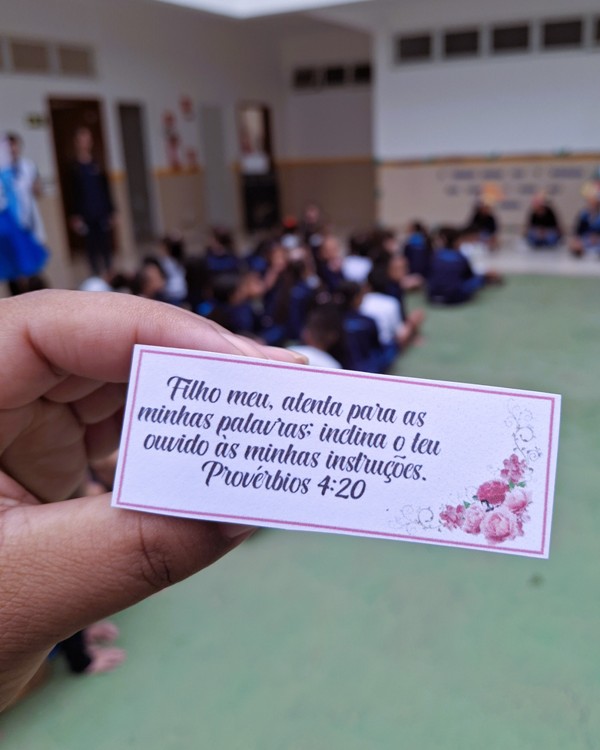 Filho meu, atenta para as
minhas palavras; inclina o teu
ouvido às minhas instruções.
Provérbios 4:20